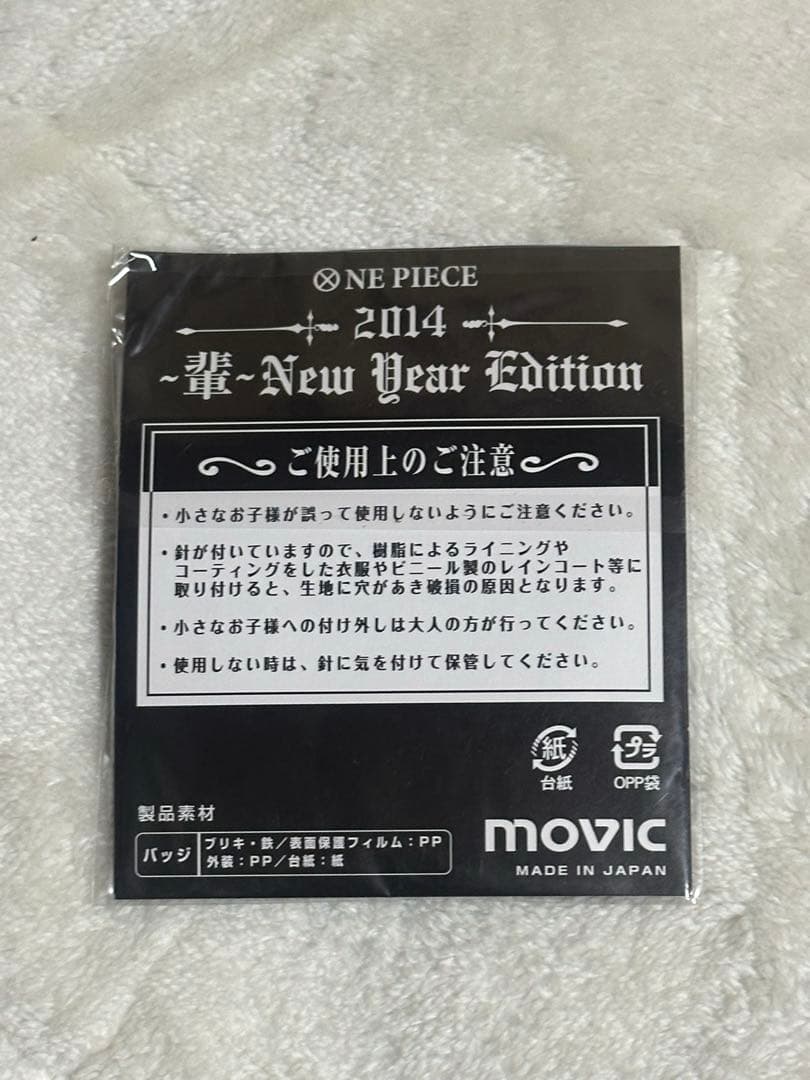 ONE PIECE
2014
~輩~New Year Edition
ご使用上のご注意
・小さなお子様が誤って使用しないようにご注意ください。
・針が付いていますので、樹脂によるライニングや
コーティングをした衣服やビニール製のレインコート等に
取り付けると、生地に穴があき破損の原因となります。
・小さなお子様への付け外しは大人の方が行ってください。
・使用しない時は、針に気を付けて保管してください。
紙 プラ
台紙 OPP袋
製品素材
バッジ
ブリキ・鉄/表面保護フィルム:PP
外装:PP/台紙:紙
movic
MADE IN JAPAN